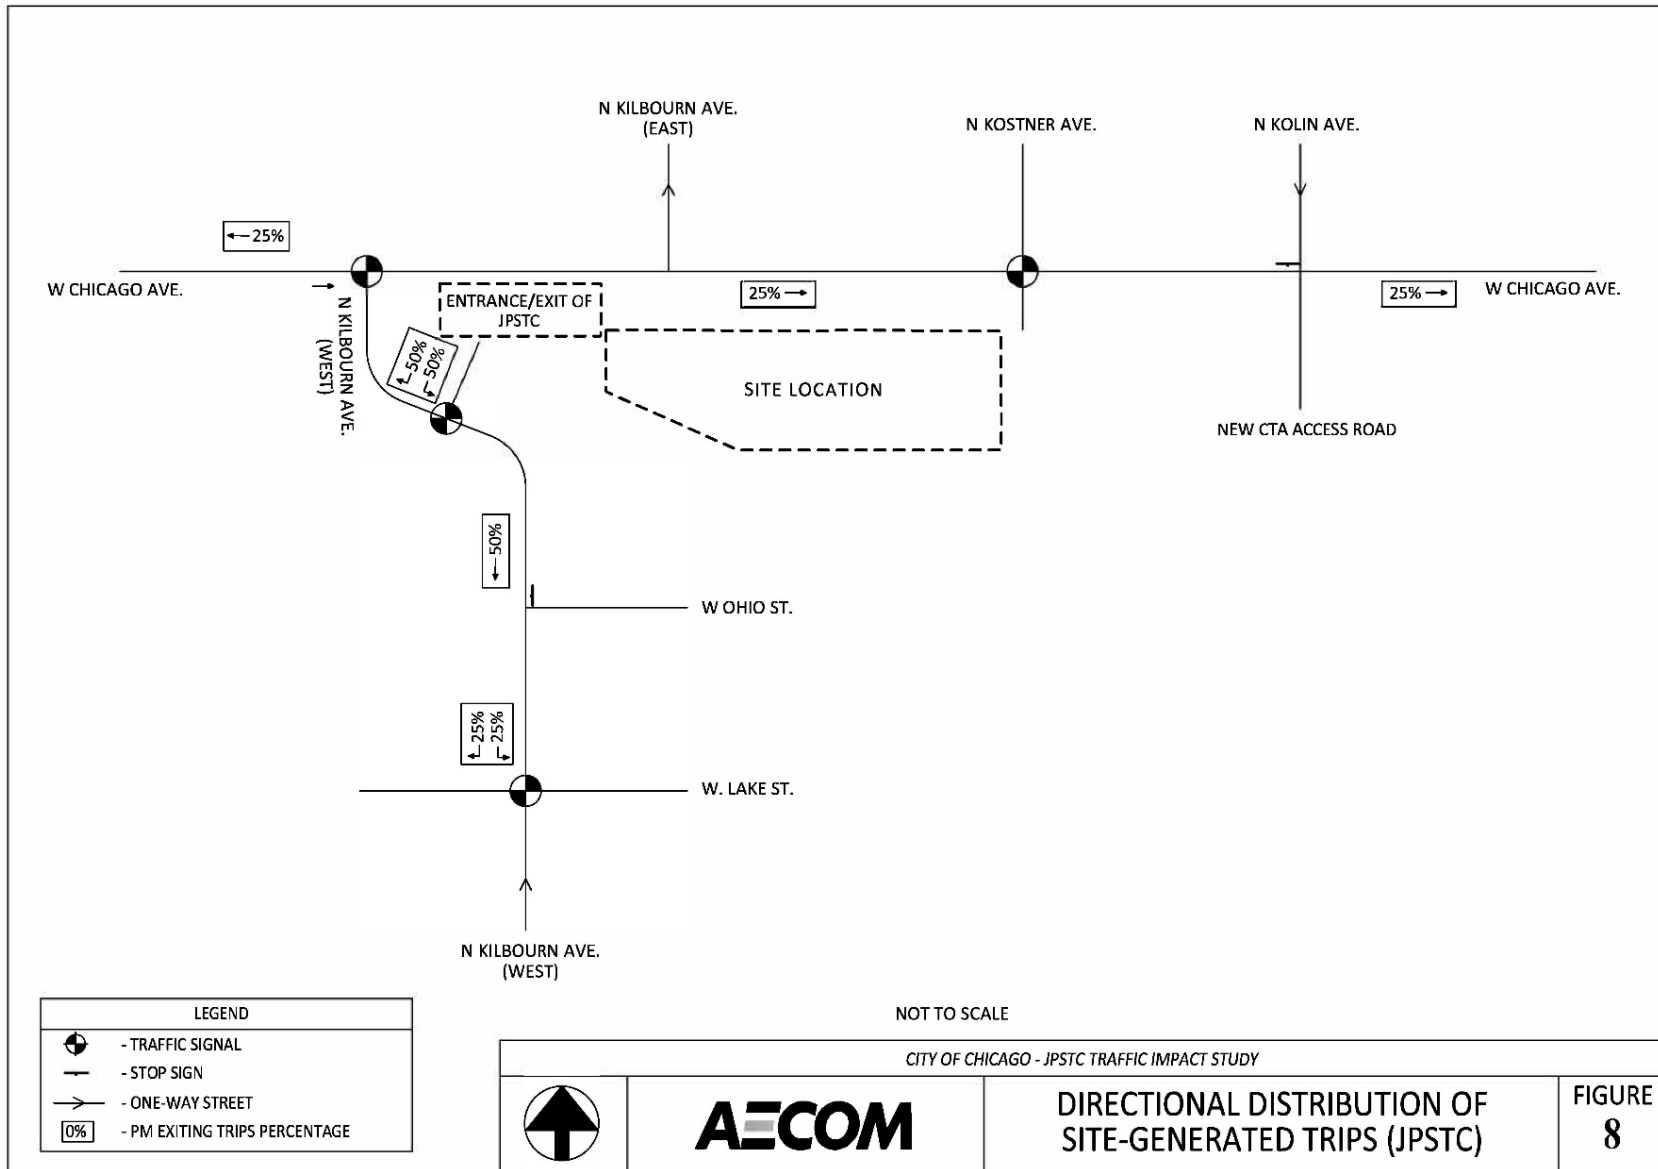 N KILBOURN AVE.
(EAST)
N KOSTNER AVE.
N KOLIN AVE.
25%
W CHICAGO AVE.
N KILBOURN AVE.
(WEST)
ENTRANCE/EXIT OF
JPSTC
25%
25%
W CHICAGO AVE.
50%
50%
SITE LOCATION
NEW CTA ACCESS ROAD
50%
W OHIO ST.
25%
25%
W. LAKE ST.
N KILBOURN AVE.
(WEST)
LEGEND
- TRAFFIC SIGNAL
- STOP SIGN
- ONE-WAY STREET
0% - PM EXITING TRIPS PERCENTAGE
NOT TO SCALE
CITY OF CHICAGO - JPSTC TRAFFIC IMPACT STUDY
AECOM
DIRECTIONAL DISTRIBUTION OF
SITE-GENERATED TRIPS (JPSTC)
FIGURE
8